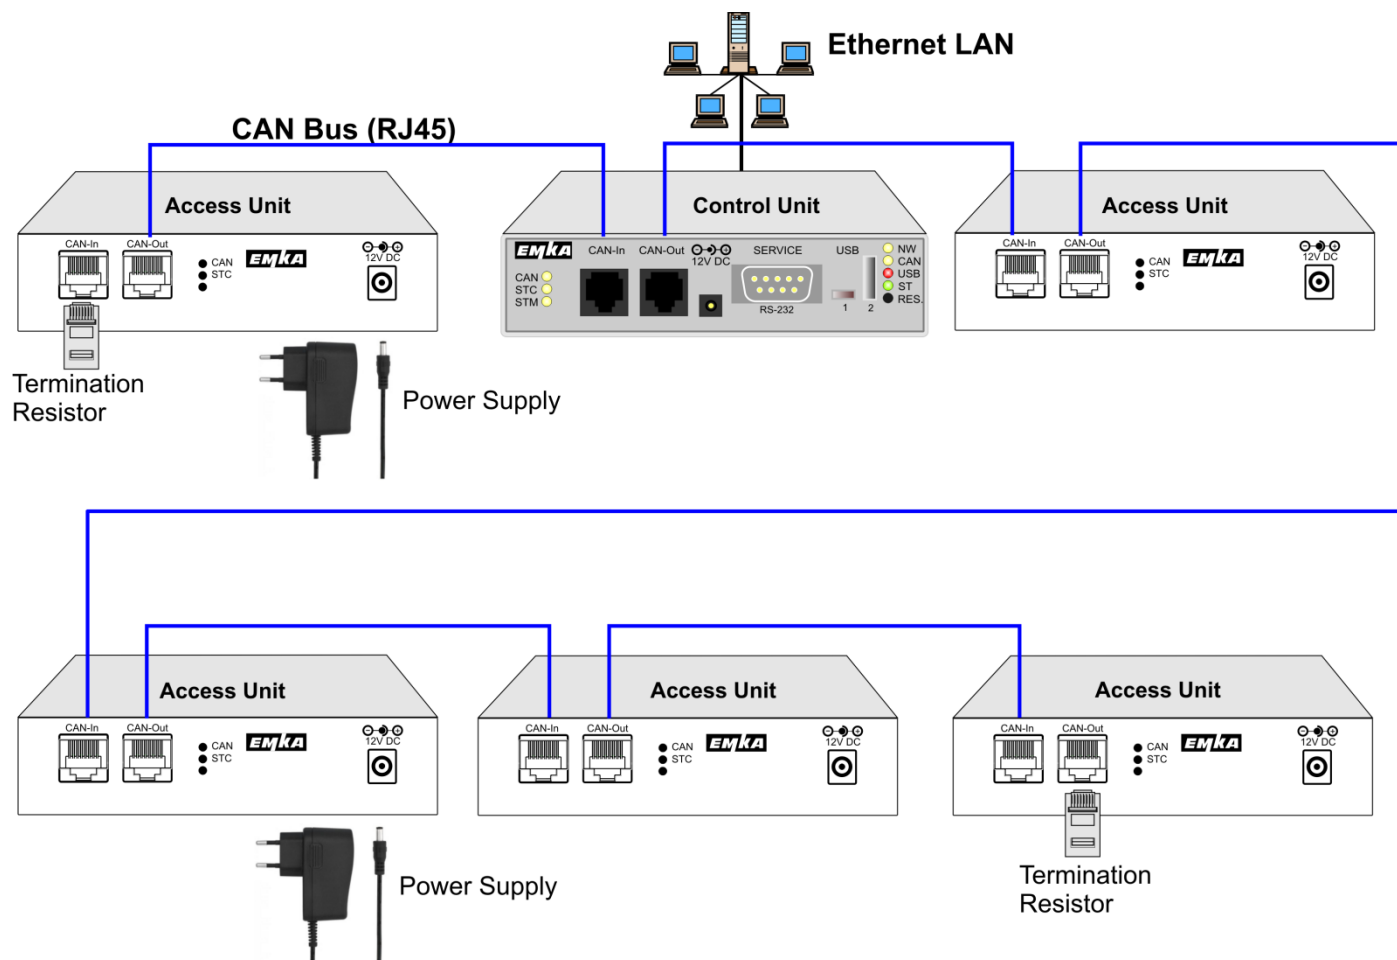 Ethernet LAN
CAN Bus (RJ45)
Access Unit
CAN-In CAN-Out
CAN
STC
EMKA
12V DC
Termination
Resistor
Power Supply
Control Unit
EMKA CAN-In CAN-Out 12V DC SERVICE USB
CAN
STC
STM
RS-232
1 2
NW
CAN
USB
ST
RES.
Access Unit
CAN-In CAN-Out
CAN
STC
EMKA
12V DC
Access Unit
CAN-In CAN-Out
CAN
STC
EMKA
12V DC
Power Supply
Access Unit
CAN-In CAN-Out
CAN
STC
EMKA
12V DC
Access Unit
CAN-In CAN-Out
CAN
STC
EMKA
12V DC
Termination
Resistor